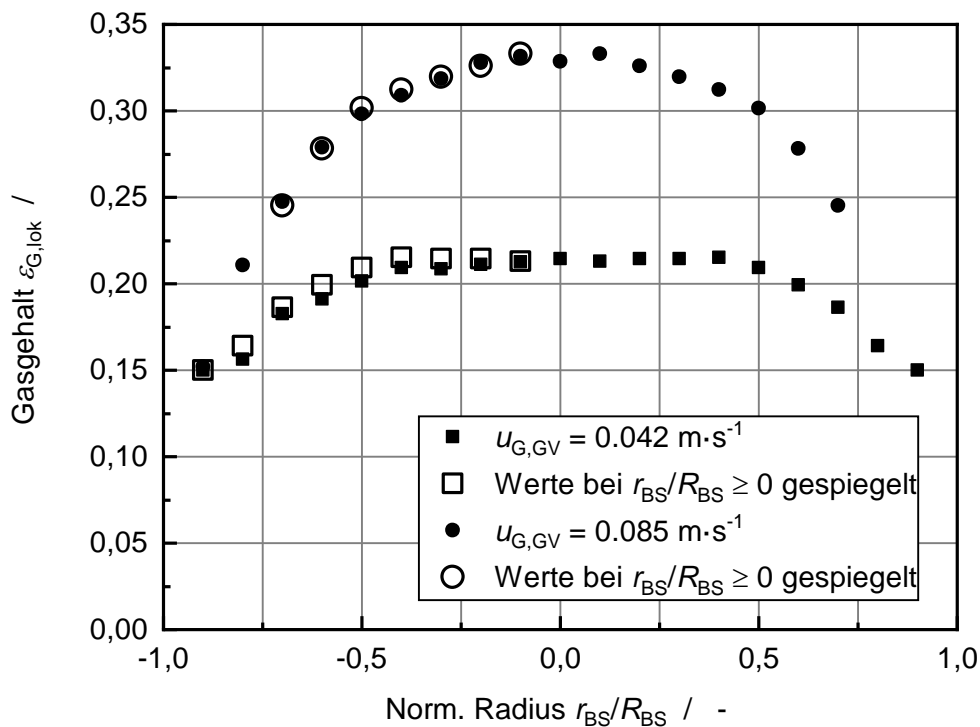 0,35
0,30
0,25
0,20
0,15
0,10
0,05
0,00
Gasgehalt εG,lok /
uG,GV = 0.042 m·s-1
Werte bei rBS/RBS ≥ 0 gespiegelt
uG,GV = 0.085 m·s-1
Werte bei rBS/RBS ≥ 0 gespiegelt
-1,0 -0,5 0,0 0,5 1,0
Norm. Radius rBS/RBS / -